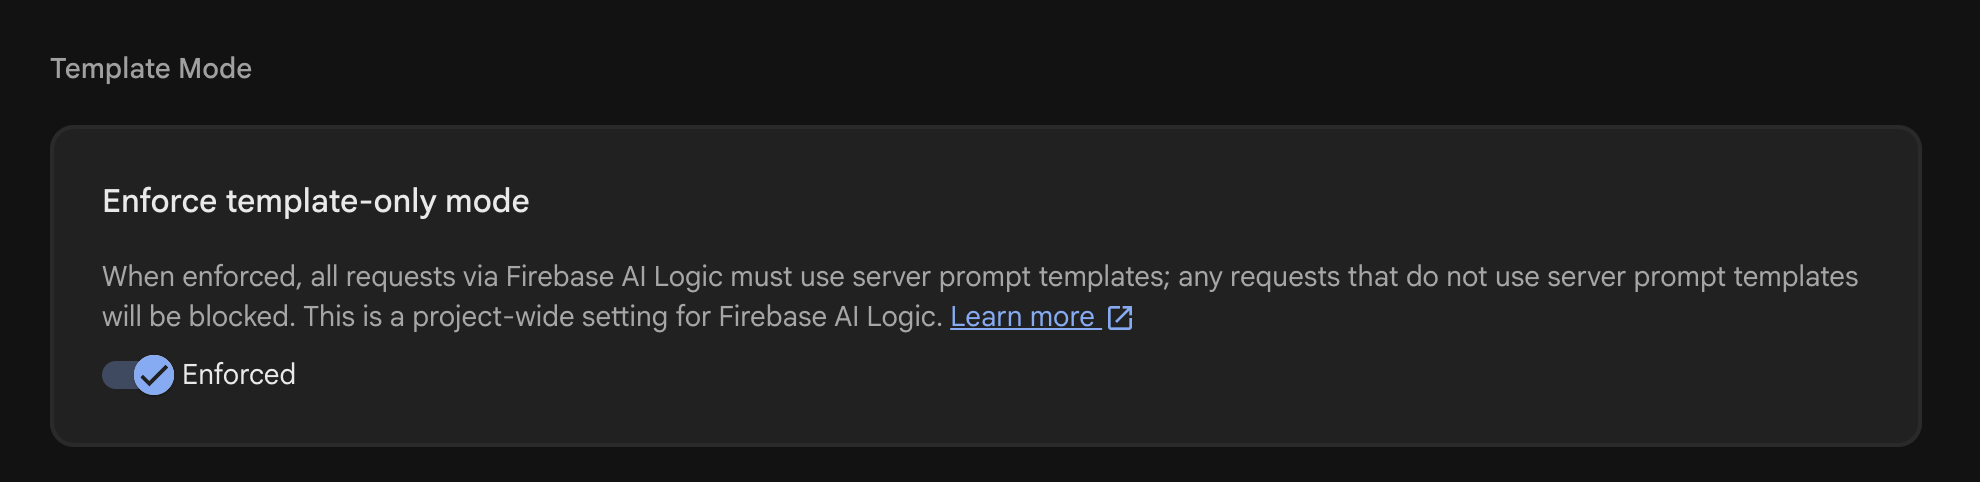 Template Mode
Enforce template-only mode
When enforced, all requests via Firebase AI Logic must use server prompt templates; any requests that do not use server prompt templates
will be blocked. This is a project-wide setting for Firebase AI Logic. Learn more
Enforced